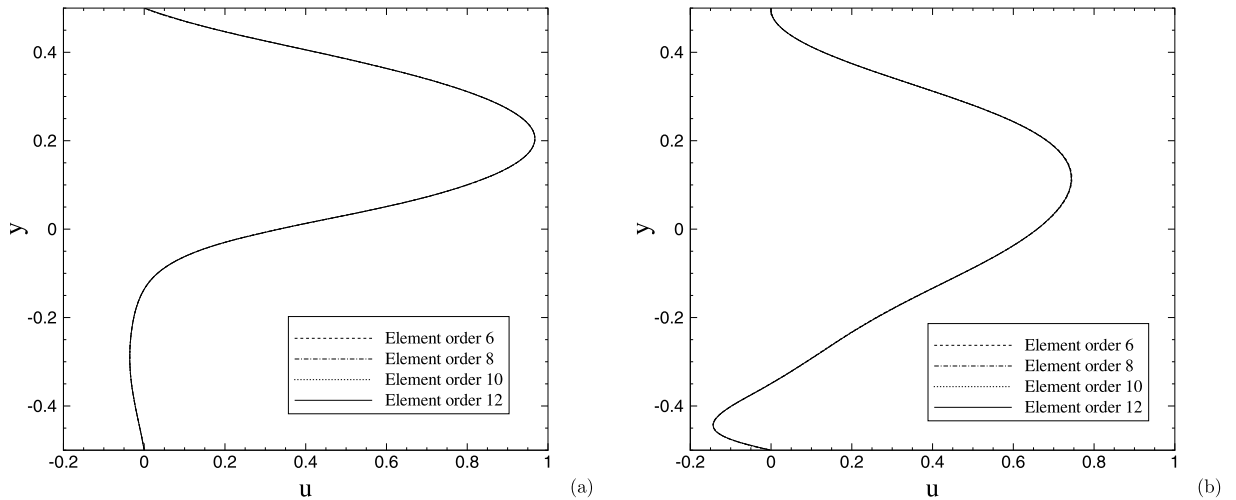 0.4
0.2
0
-0.2
-0.4
y
-0.2 0 0.2 0.4 0.6 0.8 1
u
Element order 6
Element order 8
Element order 10
Element order 12
(a)
0.4
0.2
0
-0.2
-0.4
y
-0.2 0 0.2 0.4 0.6 0.8 1
u
Element order 6
Element order 8
Element order 10
Element order 12
(b)